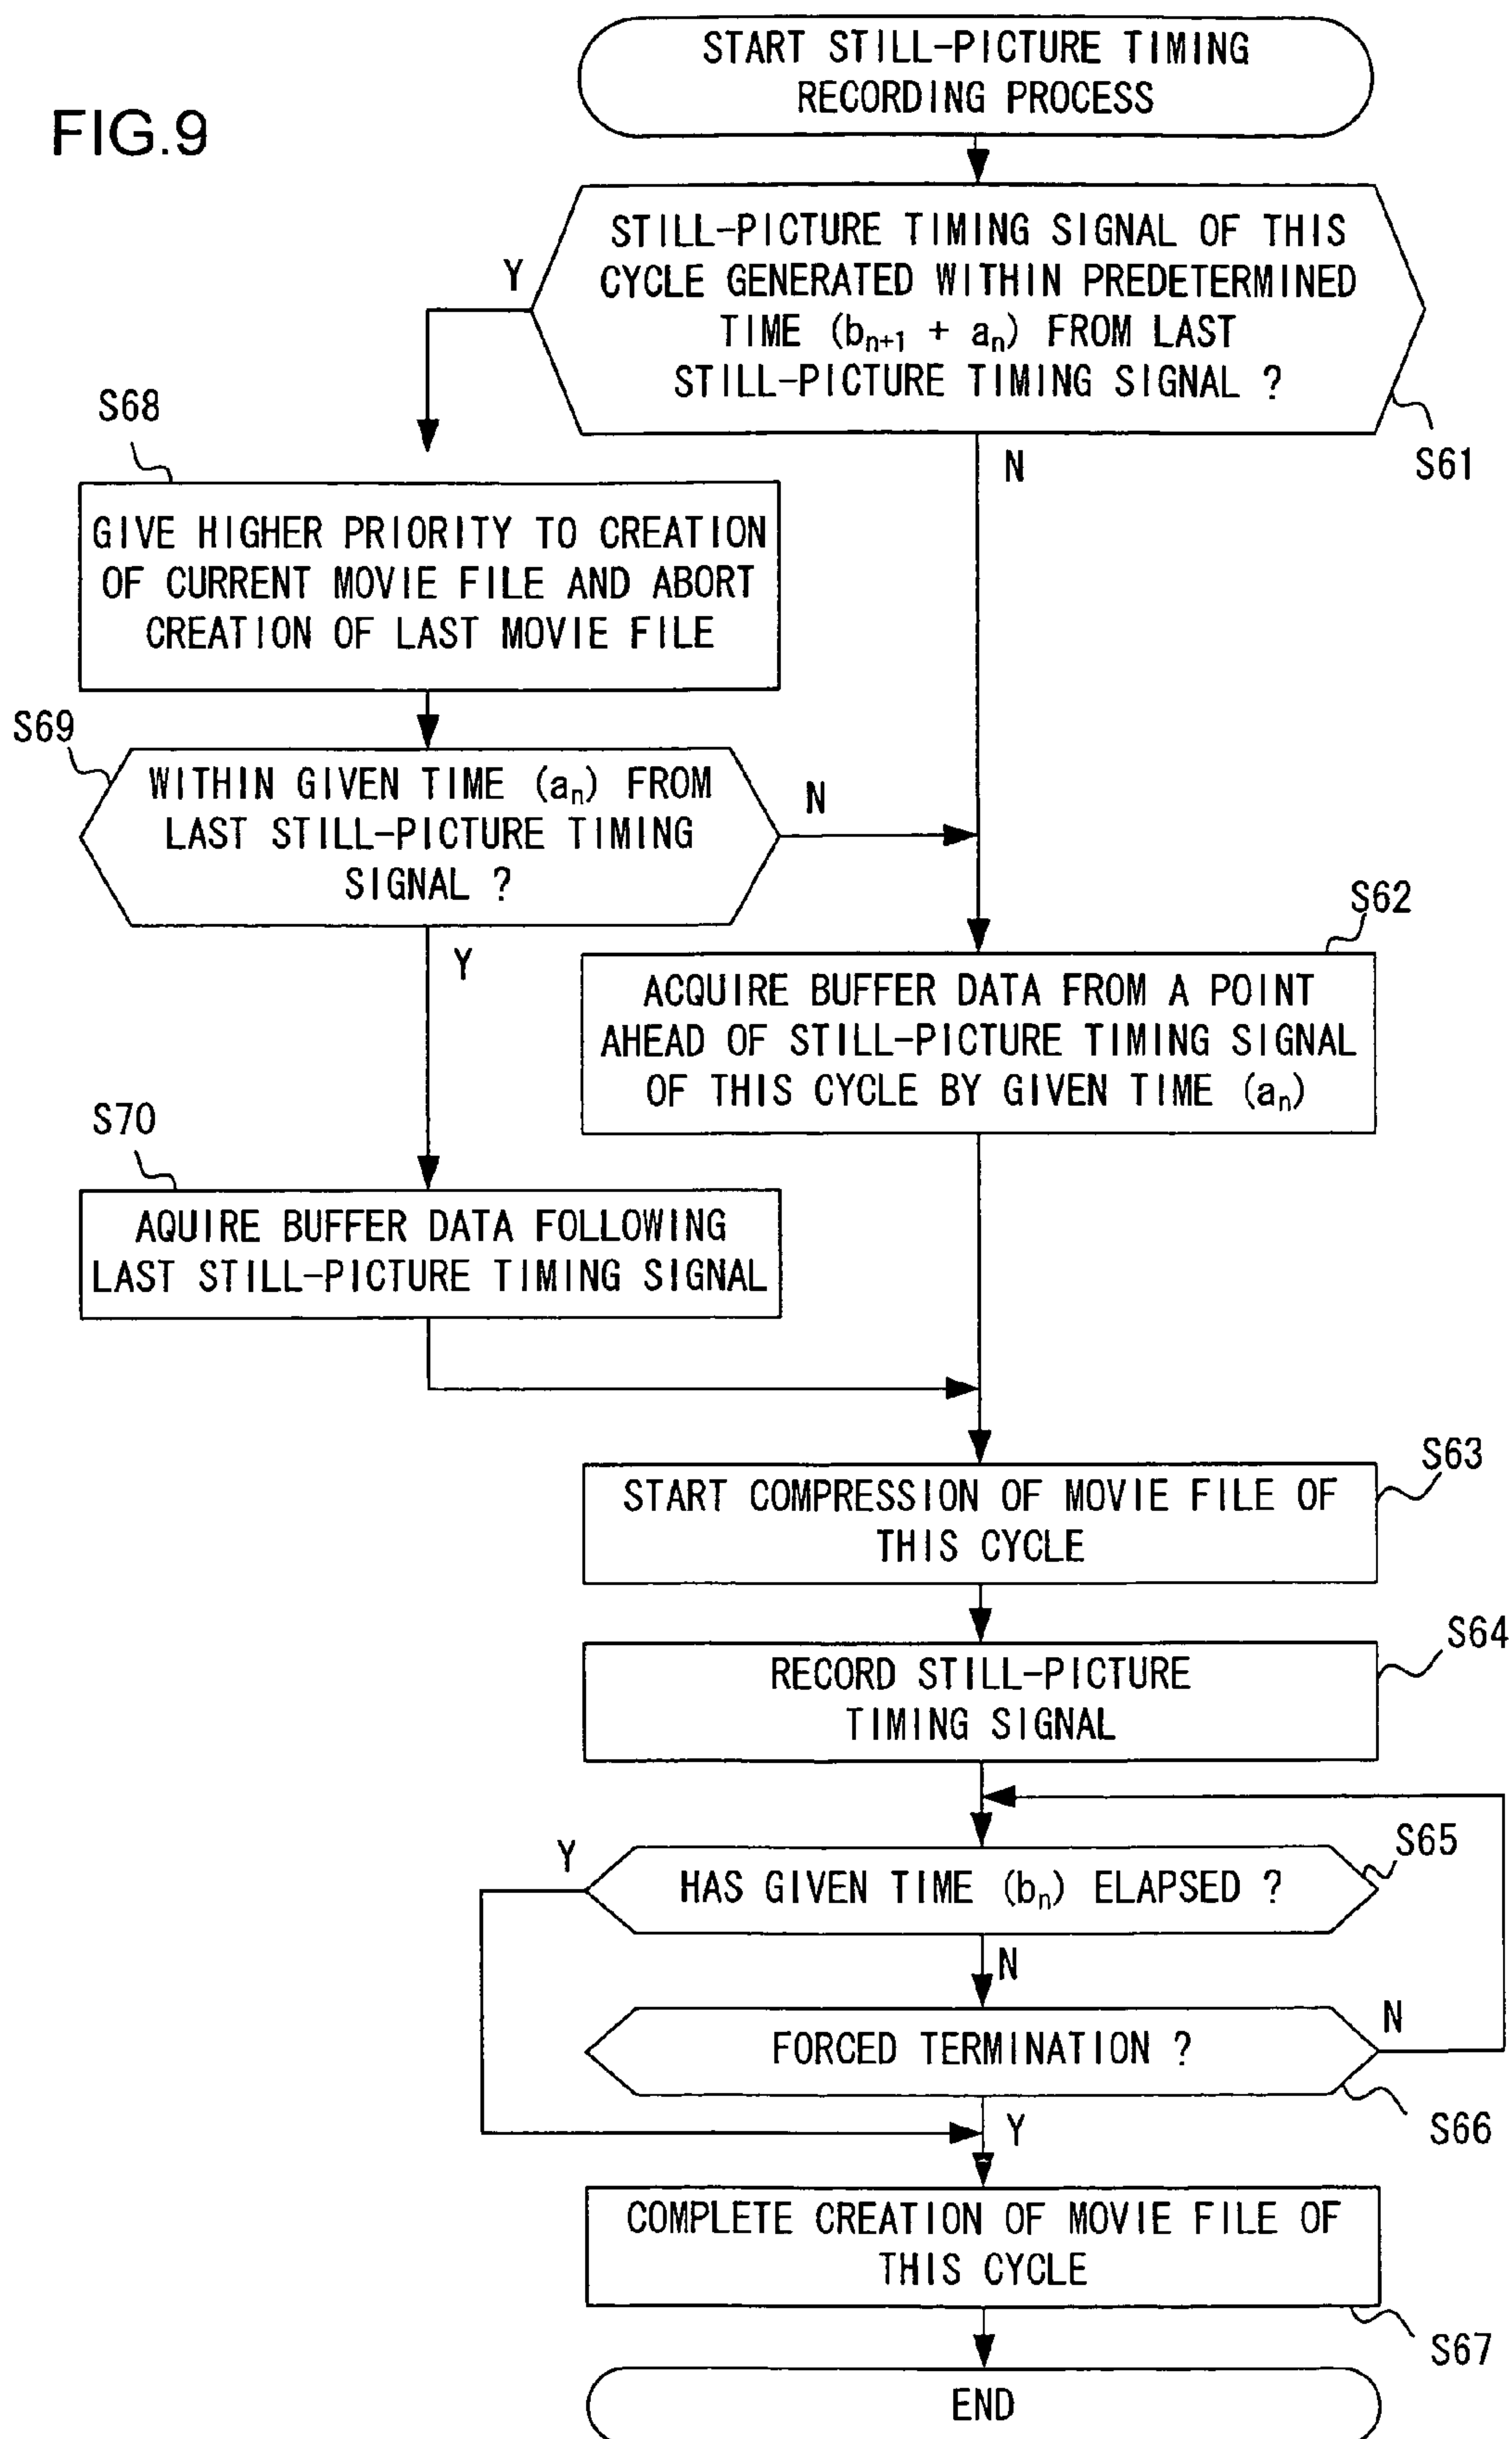 FIG.9
START STILL-PICTURE TIMING
RECORDING PROCESS
STILL-PICTURE TIMING SIGNAL OF THIS
CYCLE GENERATED WITHIN PREDETERMINED
TIME (bn+1 + an) FROM LAST
STILL-PICTURE TIMING SIGNAL ?
Y
N
S61
S68
GIVE HIGHER PRIORITY TO CREATION
OF CURRENT MOVIE FILE AND ABORT
CREATION OF LAST MOVIE FILE
S69
WITHIN GIVEN TIME (an) FROM
LAST STILL-PICTURE TIMING
SIGNAL ?
N
Y
S62
ACQUIRE BUFFER DATA FROM A POINT
AHEAD OF STILL-PICTURE TIMING SIGNAL
OF THIS CYCLE BY GIVEN TIME (an)
S70
AQUIRE BUFFER DATA FOLLOWING
LAST STILL-PICTURE TIMING SIGNAL
S63
START COMPRESSION OF MOVIE FILE OF
THIS CYCLE
S64
RECORD STILL-PICTURE
TIMING SIGNAL
S65
Y
HAS GIVEN TIME (bn) ELAPSED ?
N
FORCED TERMINATION ?
N
S66
Y
COMPLETE CREATION OF MOVIE FILE OF
THIS CYCLE
S67
END